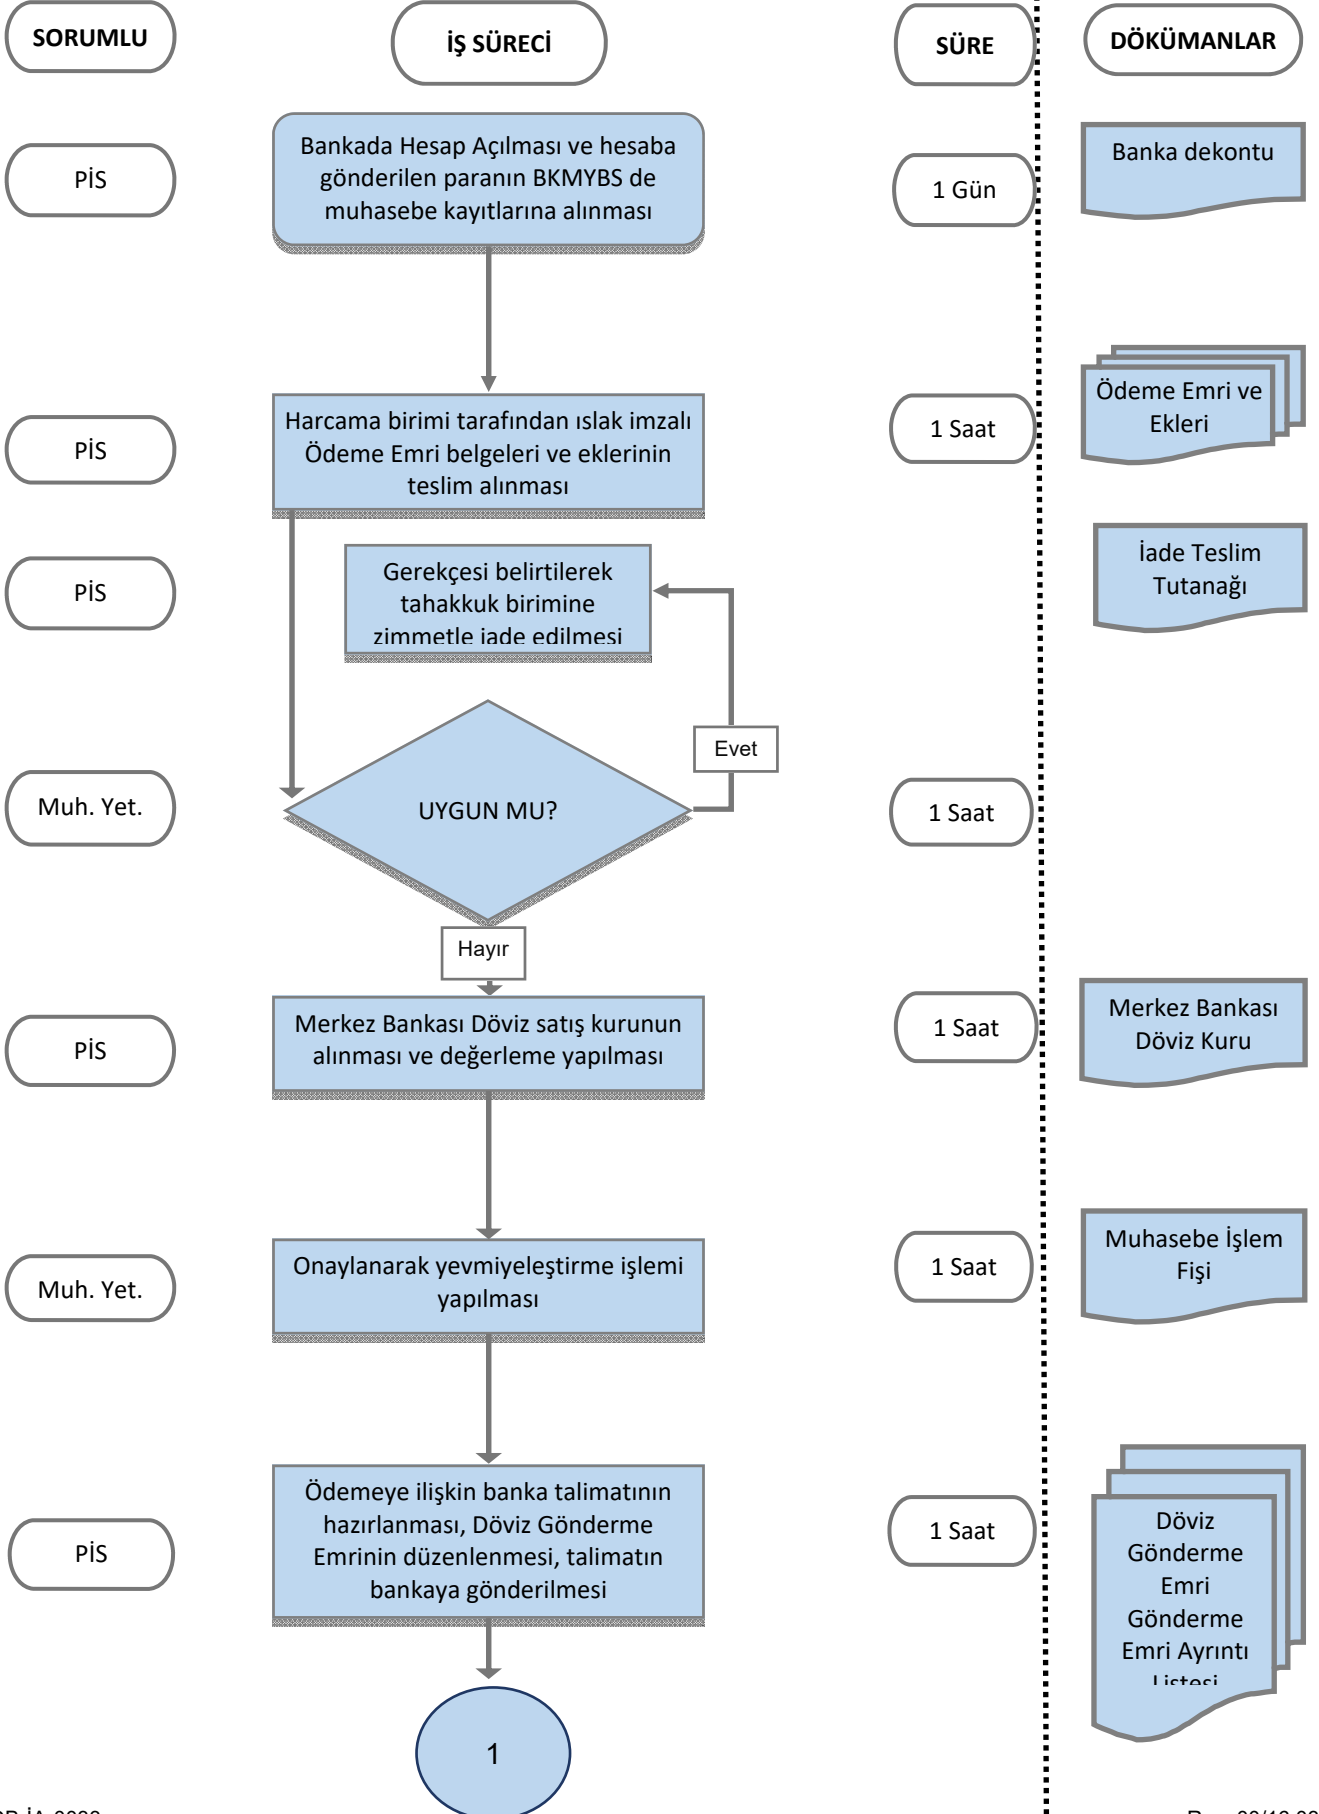 SORUMLU
İŞ SÜRECİ
SÜRE
DÖKÜMANLAR
PİS
Bankada Hesap Açılması ve hesaba
gönderilen paranın BKMYBS de
muhasebe kayıtlarına alınması
1 Gün
Banka dekontu
PİS
Harcama birimi tarafından ıslak imzalı
Ödeme Emri belgeleri ve eklerinin
teslim alınması
1 Saat
Ödeme Emri ve
Ekleri
PİS
Gerekçesi belirtilerek
tahakkuk birimine
zimmetle iade edilmesi
İade Teslim
Tutanağı
Evet
Muh. Yet.
UYGUN MU?
1 Saat
Hayır
PİS
Merkez Bankası Döviz satış kurunun
alınması ve değerleme yapılması
1 Saat
Merkez Bankası
Döviz Kuru
Muh. Yet.
Onaylanarak yevmiyeleştirme işlemi
yapılması
1 Saat
Muhasebe İşlem
Fişi
PİS
Ödemeye ilişkin banka talimatının
hazırlanması, Döviz Gönderme
Emrinin düzenlenmesi, talimatın
bankaya gönderilmesi
1 Saat
Döviz
Gönderme
Emri
Gönderme
Emri Ayrıntı
Listesi
1